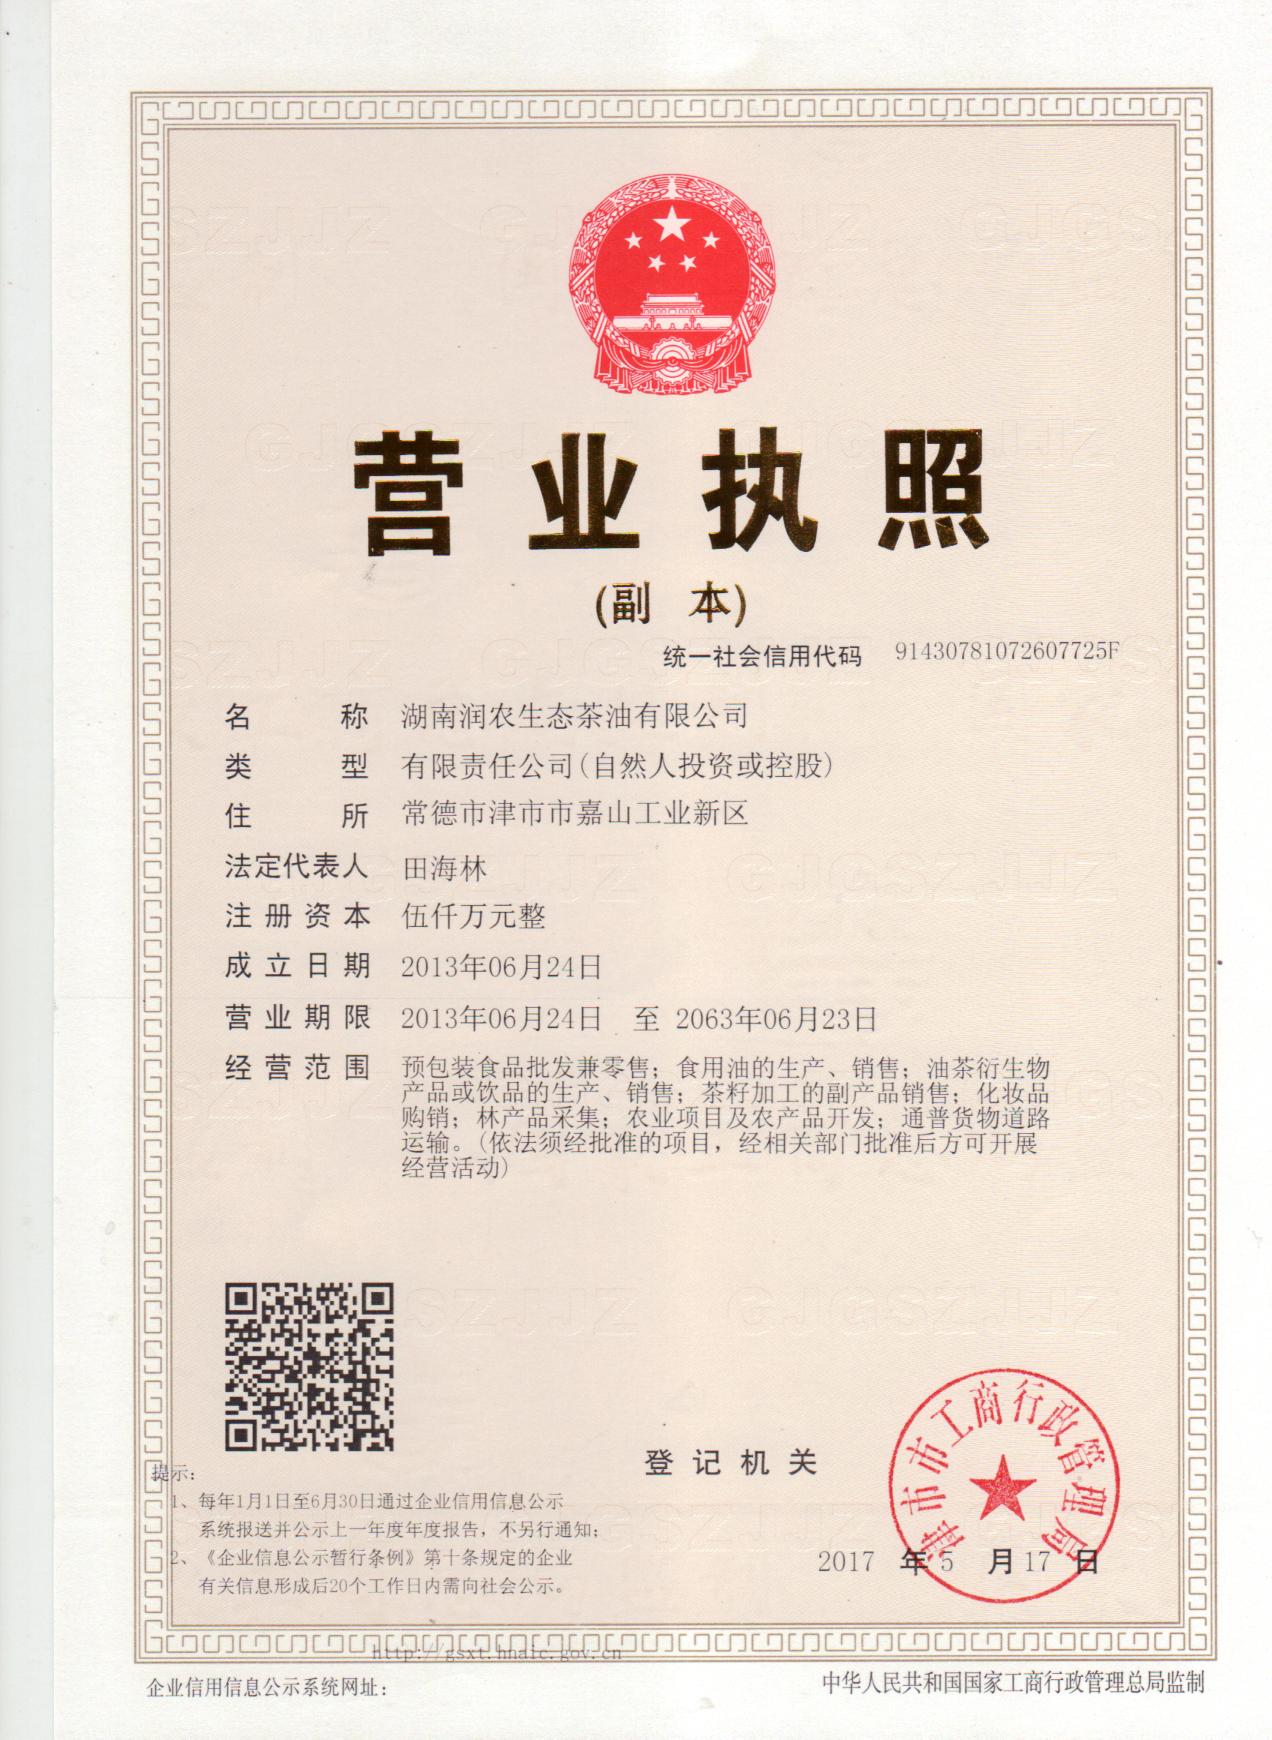 营业执照
(副 本)
统一社会信用代码 91430781072607725F
名称 湖南润农生态茶油有限公司
类型 有限责任公司(自然人投资或控股)
住所 常德市津市市嘉山工业新区
法定代表人 田海林
注册资本 伍仟万元整
成立日期 2013年06月24日
营业期限 2013年06月24日 至 2063年06月23日
经营范围 预包装食品批发兼零售；食用油的生产、销售；油茶衍生物
产品或饮品的生产、销售；茶籽加工的副产品销售；化妆品
购销；林产品采集；农业项目及农产品开发；通普货物道路
运输。(依法须经批准的项目，经相关部门批准后方可开展
经营活动)
登记机关
津市市工商行政管理局
2017 年 5 月 17 日
提示：
1、每年1月1日至6月30日通过企业信用信息公示
系统报送并公示上一年度年度报告，不另行通知；
2、《企业信息公示暂行条例》第十条规定的企业
有关信息形成后20个工作日内需向社会公示。
http://gsxt.hnaic.gov.cn
企业信用信息公示系统网址：
中华人民共和国国家工商行政管理总局监制